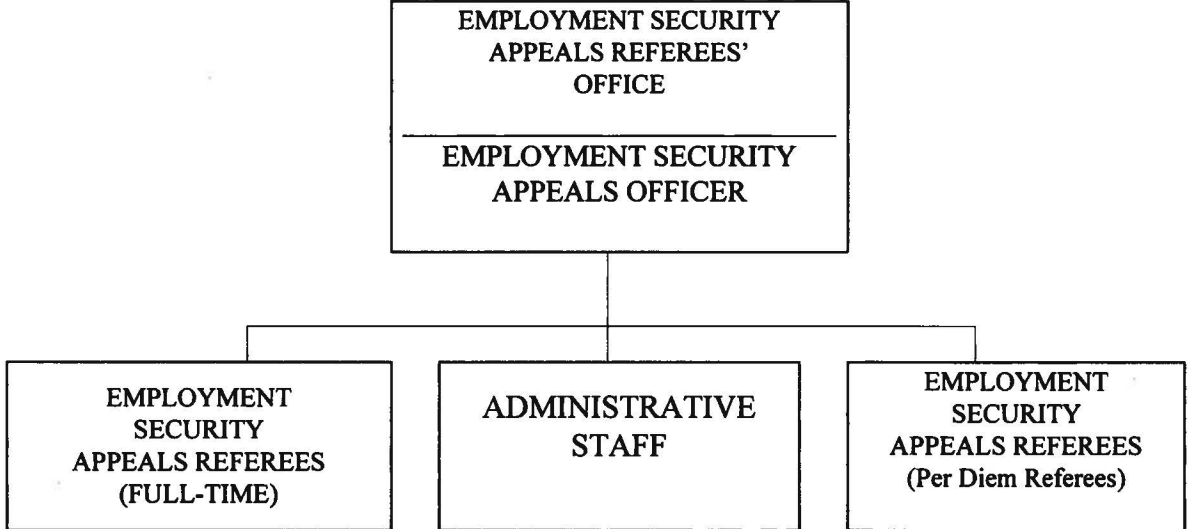 EMPLOYMENT SECURITY
APPEALS REFEREES’
OFFICE
EMPLOYMENT SECURITY
APPEALS OFFICER
EMPLOYMENT
SECURITY
APPEALS REFEREES
(FULL-TIME)
ADMINISTRATIVE
STAFF
EMPLOYMENT
SECURITY
APPEALS REFEREES
(Per Diem Referees)